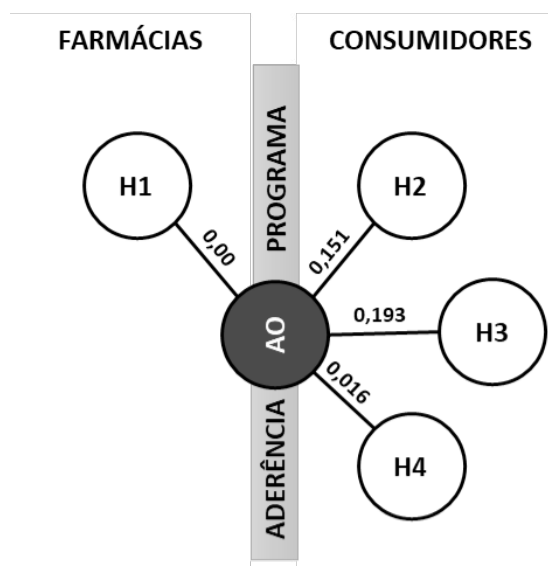 FARMÁCIAS
CONSUMIDORES
ADERÊNCIA AO PROGRAMA
H1
0,00
H2
0,151
0,193
H3
0,016
H4